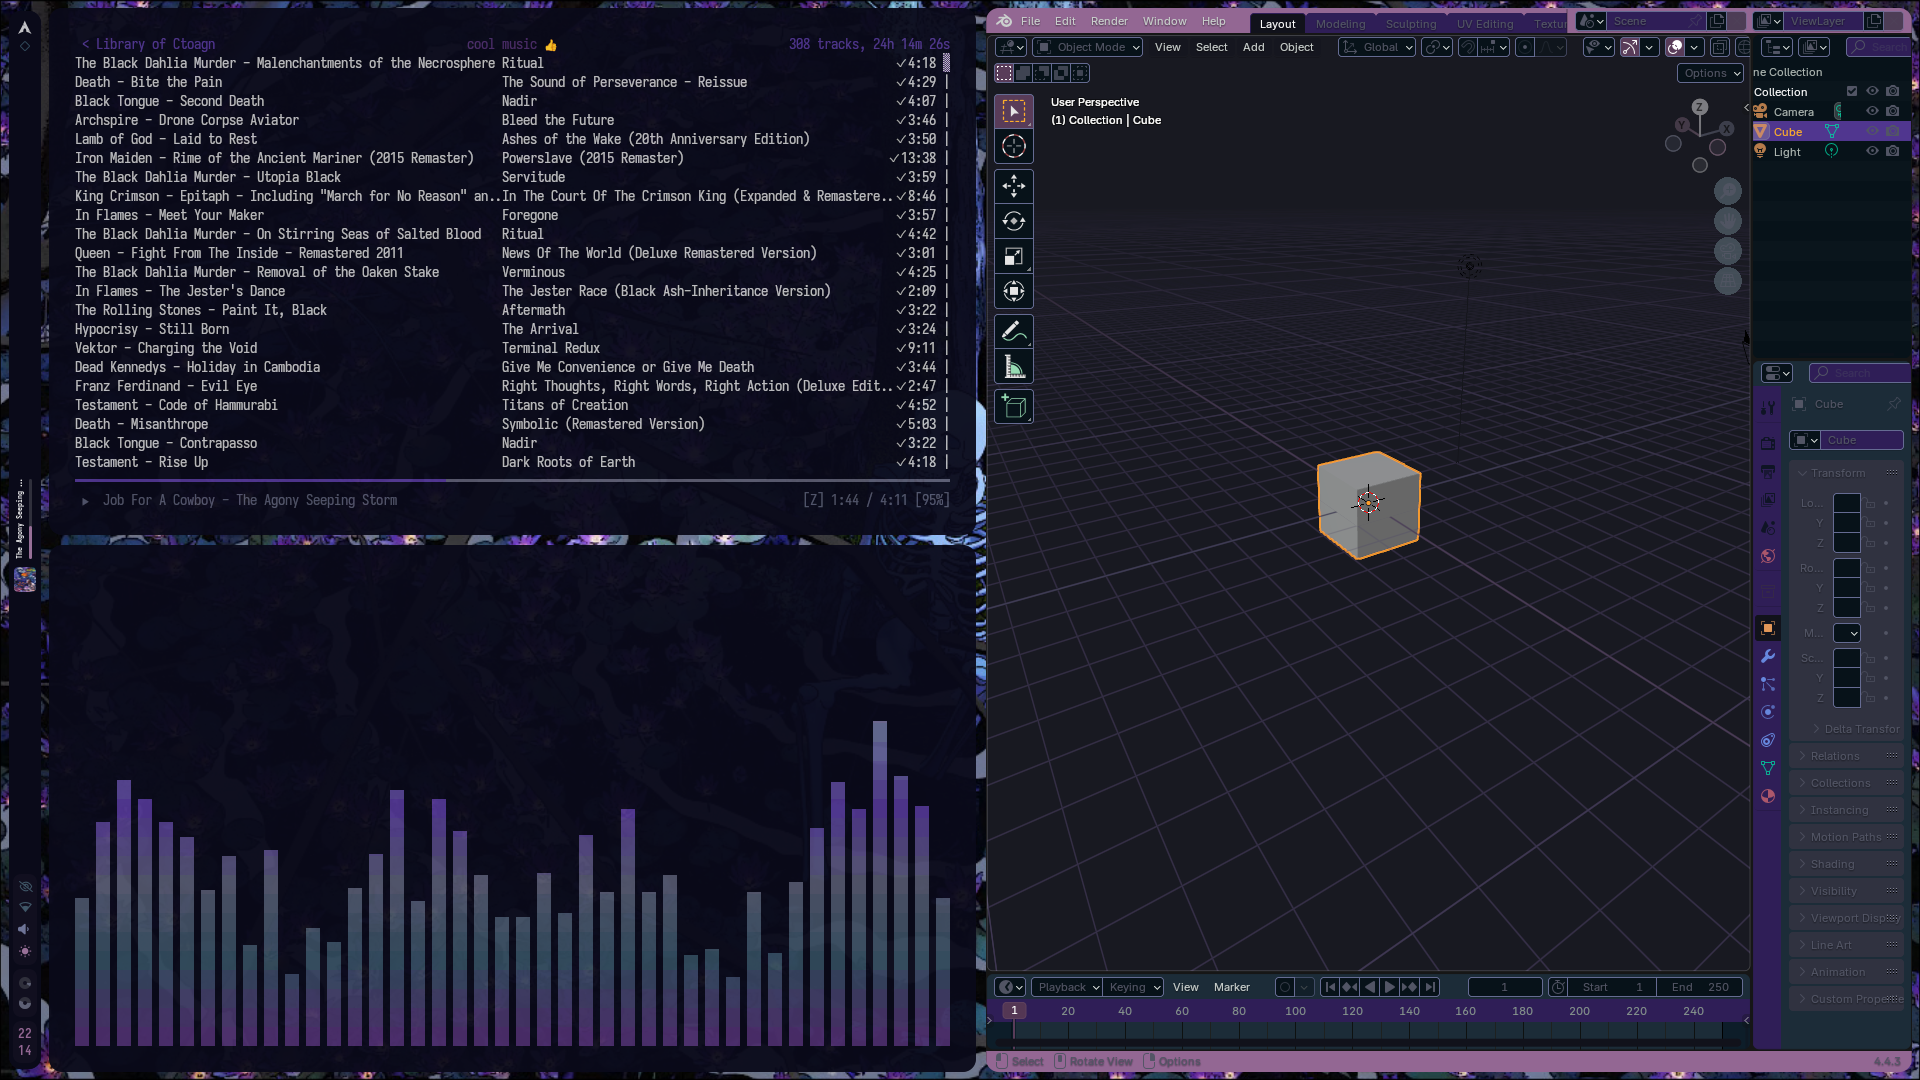 < Library of Ctoagn cool music 👍 308 tracks, 24h 14m 26s
The Black Dahlia Murder - Malenchantments of the Necrosphere Ritual ✓4:18
Death - Bite the Pain The Sound of Perseverance - Reissue ✓4:29
Black Tongue - Second Death Nadir ✓4:07
Archspire - Drone Corpse Aviator Bleed the Future ✓3:46
Lamb of God - Laid to Rest Ashes of the Wake (20th Anniversary Edition) ✓3:50
Iron Maiden - Rime of the Ancient Mariner (2015 Remaster) Powerslave (2015 Remaster) ✓13:38
The Black Dahlia Murder - Utopia Black Servitude ✓3:59
King Crimson - Epitaph - Including "March for No Reason" an.. In The Court Of The Crimson King (Expanded & Remastere.. ✓8:46
In Flames - Meet Your Maker Foregone ✓3:57
The Black Dahlia Murder - On Stirring Seas of Salted Blood Ritual ✓4:42
Queen - Fight From The Inside - Remastered 2011 News Of The World (Deluxe Remastered Version) ✓3:01
The Black Dahlia Murder - Removal of the Oaken Stake Verminous ✓4:25
In Flames - The Jester's Dance The Jester Race (Black Ash-Inheritance Version) ✓2:09
The Rolling Stones - Paint It, Black Aftermath ✓3:22
Hypocrisy - Still Born The Arrival ✓3:24
Vektor - Charging the Void Terminal Redux ✓9:11
Dead Kennedys - Holiday in Cambodia Give Me Convenience or Give Me Death ✓3:44
Franz Ferdinand - Evil Eye Right Thoughts, Right Words, Right Action (Deluxe Edit.. ✓2:47
Testament - Code of Hammurabi Titans of Creation ✓4:52
Death - Misanthrope Symbolic (Remastered Version) ✓5:03
Black Tongue - Contrapasso Nadir ✓3:22
Testament - Rise Up Dark Roots of Earth ✓4:18
▶ Job For A Cowboy - The Agony Seeping Storm [Z] 1:44 / 4:11 [95%]
The Agony Seeping ...
22
14
File Edit Render Window Help Layout Modeling Sculpting UV Editing Textur Scene ViewLayer
Object Mode View Select Add Object Global Search
Options
User Perspective
(1) Collection | Cube
Z
Y X
ne Collection
Collection
Camera
Cube
Light
Search
Cube
Cube
Transform
Lo...
Y
Z
Ro...
Y
Z
M...
Sc...
Y
Z
Delta Transfor
Relations
Collections
Instancing
Motion Paths
Shading
Visibility
Viewport Display
Line Art
Animation
Custom Prope
Playback Keying View Marker 1 Start 1 End 250
1 20 40 60 80 100 120 140 160 180 200 220 240
Select Rotate View Options 4.4.3